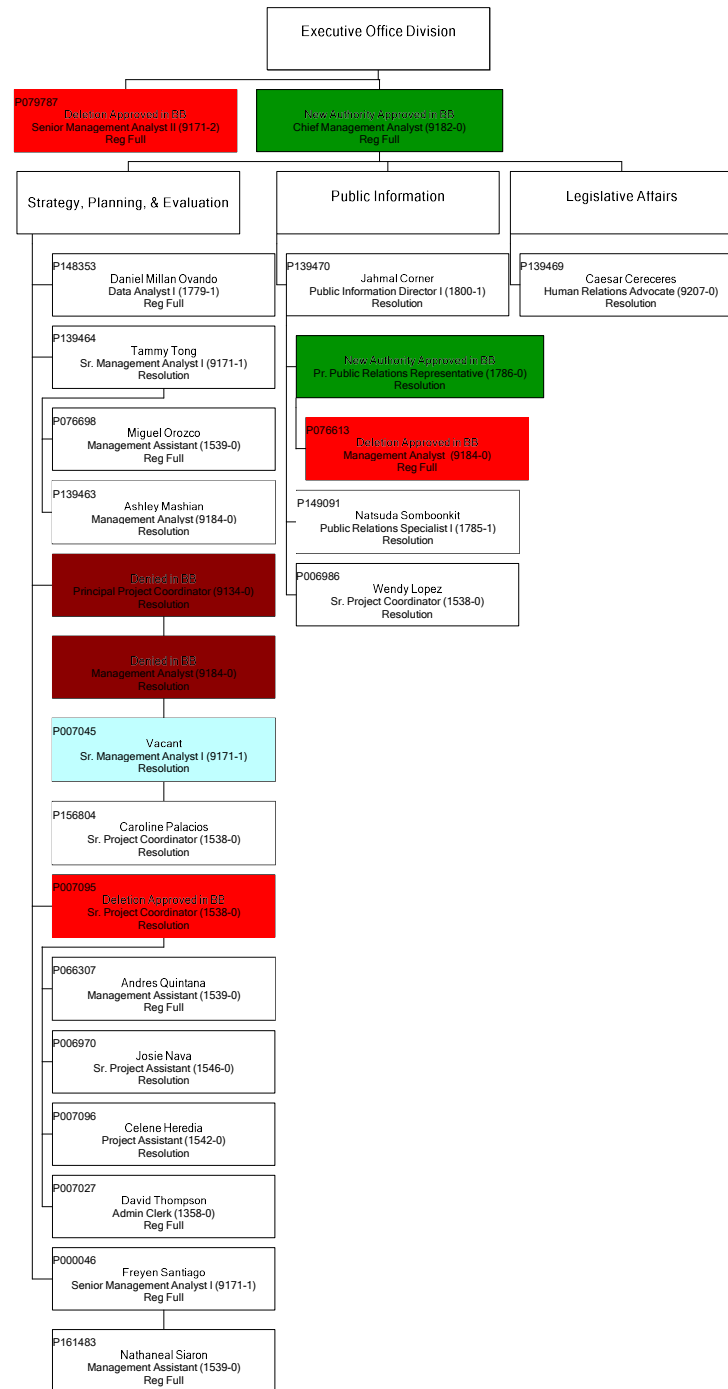 Executive Office Division
P079787
Deletion Approved in BB
Senior Management Analyst II (9171-2)
Reg Full
New Authority Approved in BB
Chief Management Analyst (9182-0)
Reg Full
Strategy, Planning, & Evaluation
Public Information
Legislative Affairs
P148353
Daniel Millan Ovando
Data Analyst I (1779-1)
Reg Full
P139464
Tammy Tong
Sr. Management Analyst I (9171-1)
Resolution
P076698
Miguel Orozco
Management Assistant (1539-0)
Reg Full
P139463
Ashley Mashian
Management Analyst (9184-0)
Resolution
Denied in BB
Principal Project Coordinator (9134-0)
Resolution
Denied in BB
Management Analyst (9184-0)
Resolution
P007045
Vacant
Sr. Management Analyst I (9171-1)
Resolution
P156804
Caroline Palacios
Sr. Project Coordinator (1538-0)
Resolution
P007095
Deletion Approved in BB
Sr. Project Coordinator (1538-0)
Resolution
P066307
Andres Quintana
Management Assistant (1539-0)
Reg Full
P006970
Josie Nava
Sr. Project Assistant (1546-0)
Resolution
P007096
Celene Heredia
Project Assistant (1542-0)
Resolution
P007027
David Thompson
Admin Clerk (1358-0)
Reg Full
P000046
Freyen Santiago
Senior Management Analyst I (9171-1)
Reg Full
P161483
Nathaneal Siaron
Management Assistant (1539-0)
Reg Full
P139470
Jahmal Corner
Public Information Director I (1800-1)
Resolution
New Authority Approved in BB
Pr. Public Relations Representative (1786-0)
Resolution
P076613
Deletion Approved in BB
Management Analyst (9184-0)
Reg Full
P149091
Natsuda Somboonkit
Public Relations Specialist I (1785-1)
Resolution
P006986
Wendy Lopez
Sr. Project Coordinator (1538-0)
Resolution
P139469
Caesar Cereceres
Human Relations Advocate (9207-0)
Resolution